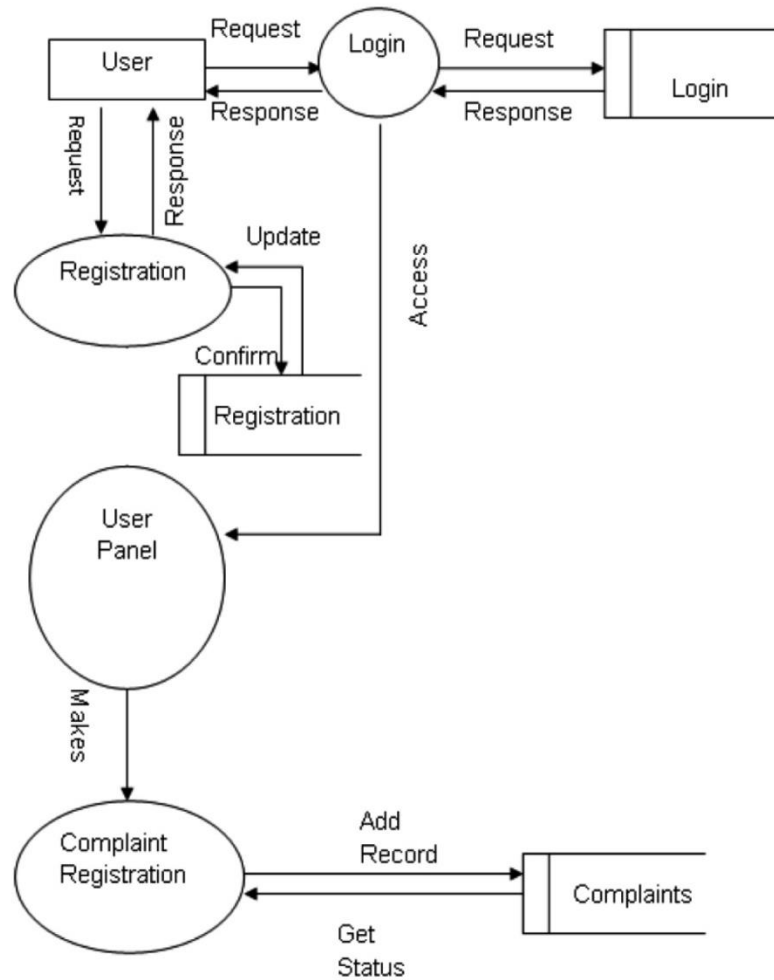 Request
Login
Request
User
Login
Response
Response
Request
Response
Update
Registration
Access
Confirm
Registration
User
Panel
Makes
Add
Record
Complaint
Registration
Complaints
Get
Status